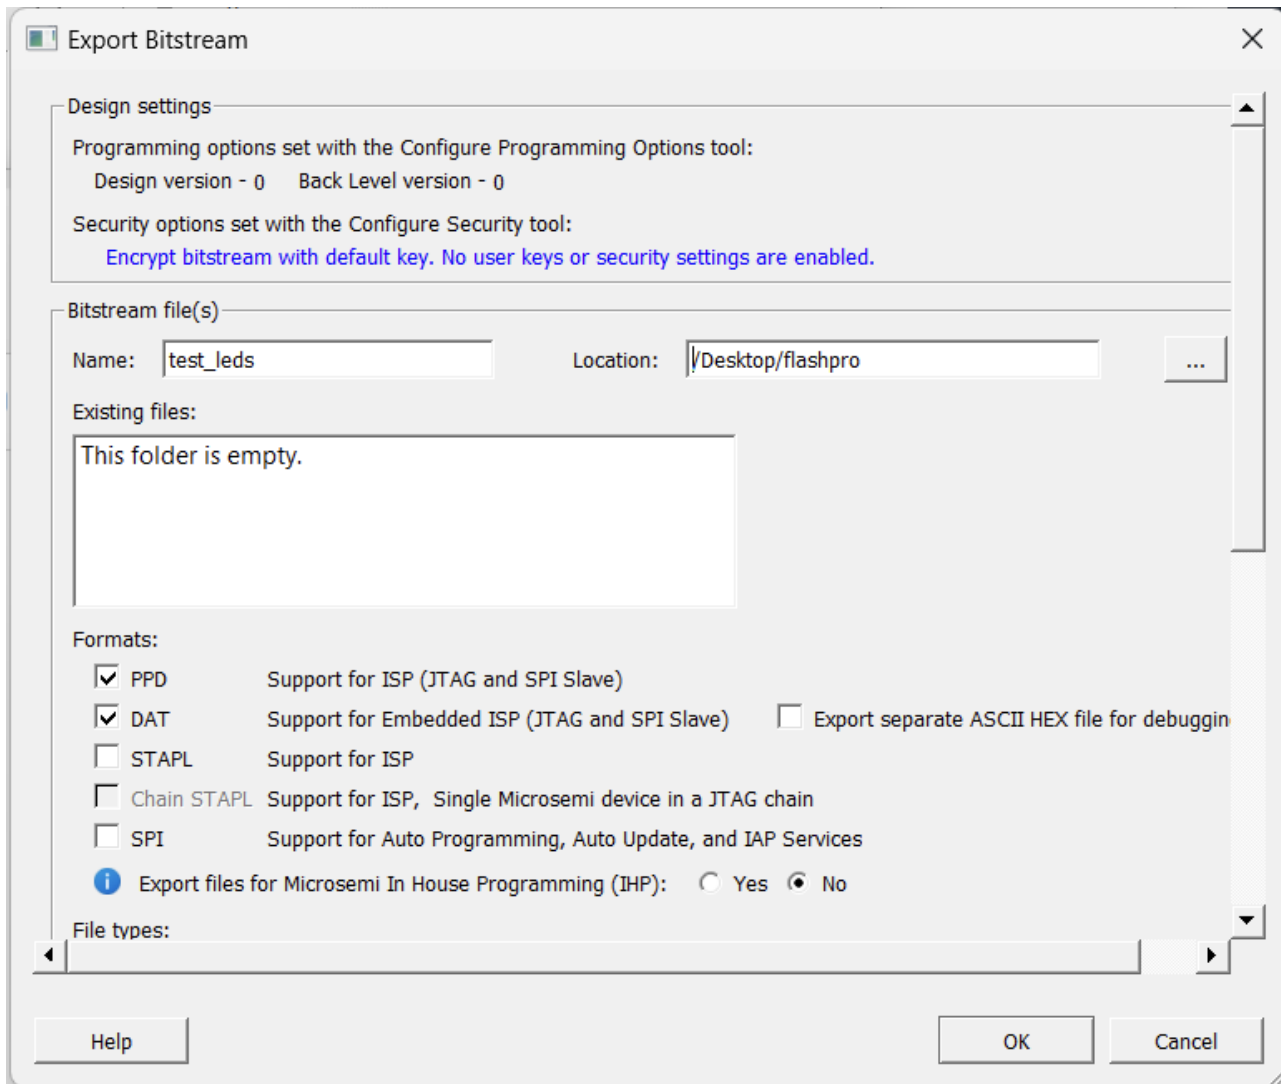 Export Bitstream
Design settings
Programming options set with the Configure Programming Options tool:
Design version - 0 Back Level version - 0
Security options set with the Configure Security tool:
Encrypt bitstream with default key. No user keys or security settings are enabled.
Bitstream file(s)
Name: test_leds Location: /Desktop/flashpro ...
Existing files:
This folder is empty.
Formats:
PPD Support for ISP (JTAG and SPI Slave)
DAT Support for Embedded ISP (JTAG and SPI Slave) Export separate ASCII HEX file for debuggin
STAPL Support for ISP
Chain STAPL Support for ISP, Single Microsemi device in a JTAG chain
SPI Support for Auto Programming, Auto Update, and IAP Services
Export files for Microsemi In House Programming (IHP): Yes No
File types:
Help OK Cancel